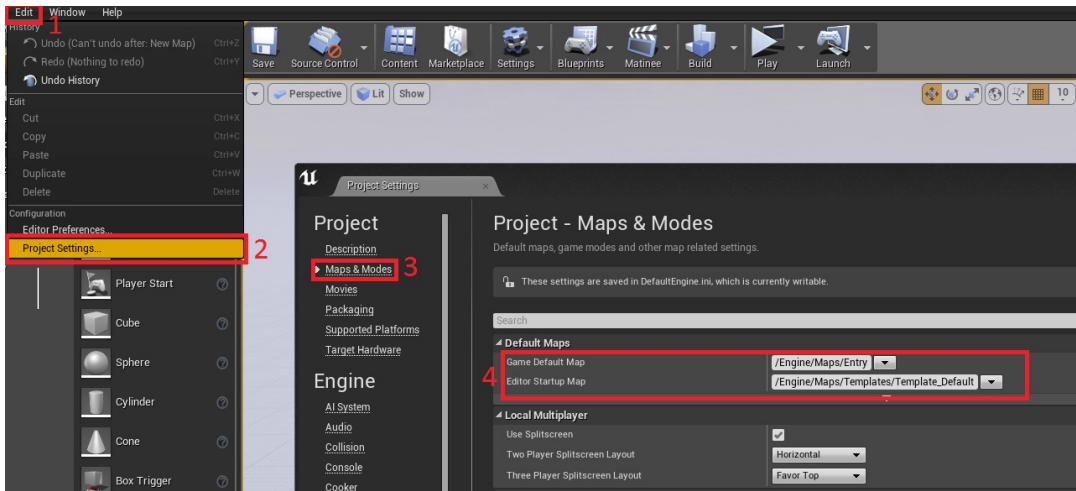 Edit Window Help
1
History
Undo (Can't undo after: New Map) Ctrl+Z
Redo (Nothing to redo) Ctrl+Y
Undo History
Edit
Cut Ctrl+X
Copy Ctrl+C
Paste Ctrl+V
Duplicate Ctrl+W
Delete Delete
Configuration
Editor Preferences...
Project Settings...
2
Player Start
Cube
Sphere
Cylinder
Cone
Box Trigger
Save Source Control Content Marketplace Settings Blueprints Matinee Build Play Launch
Perspective Lit Show
10
Project Settings
Project
Description
Maps & Modes
3
Movies
Packaging
Supported Platforms
Target Hardware
Engine
AI System
Audio
Collision
Console
Cooker
Project - Maps & Modes
Default maps, game modes and other map related settings.
These settings are saved in DefaultEngine.ini, which is currently writable.
Search
Default Maps
4
Game Default Map /Engine/Maps/Entry
Editor Startup Map /Engine/Maps/Templates/Template_Default
Local Multiplayer
Use Splitscreen
Two Player Splitscreen Layout Horizontal
Three Player Splitscreen Layout Favor Top